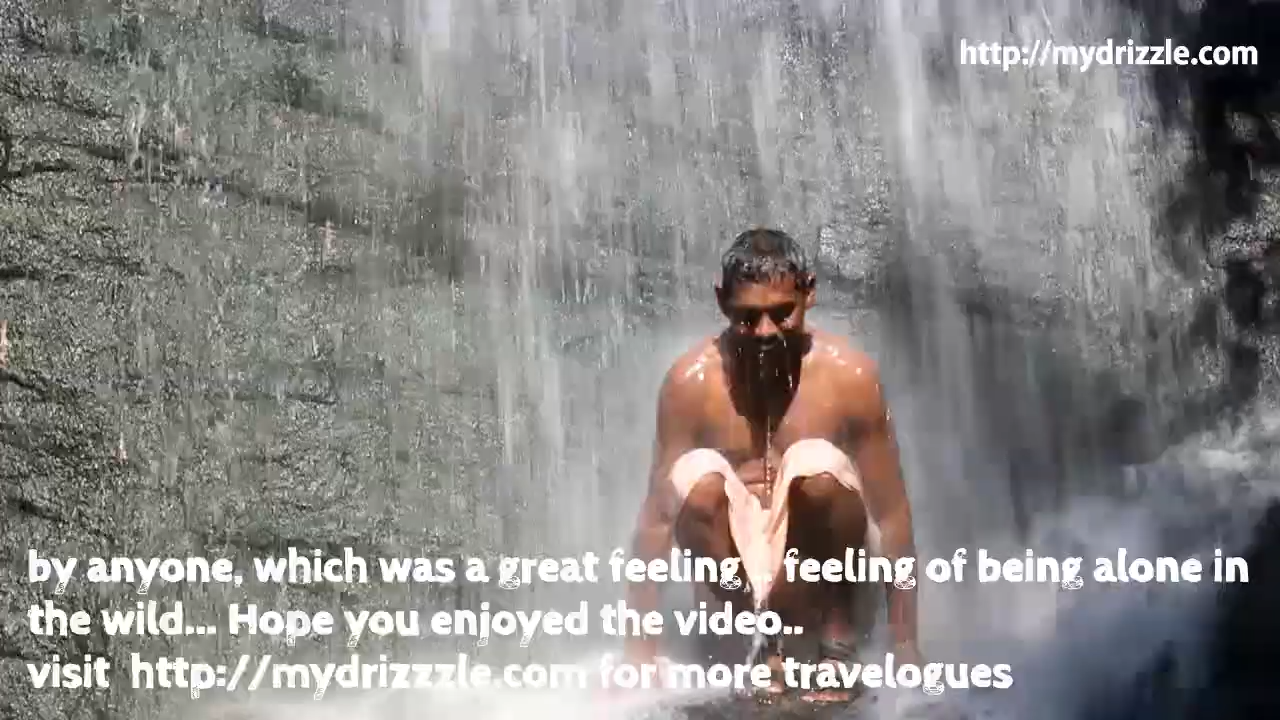 http://mydrizzle.com
by anyone, which was a great feeling... feeling of being alone in
the wild... Hope you enjoyed the video..
visit http://mydrizzzle.com for more travelogues